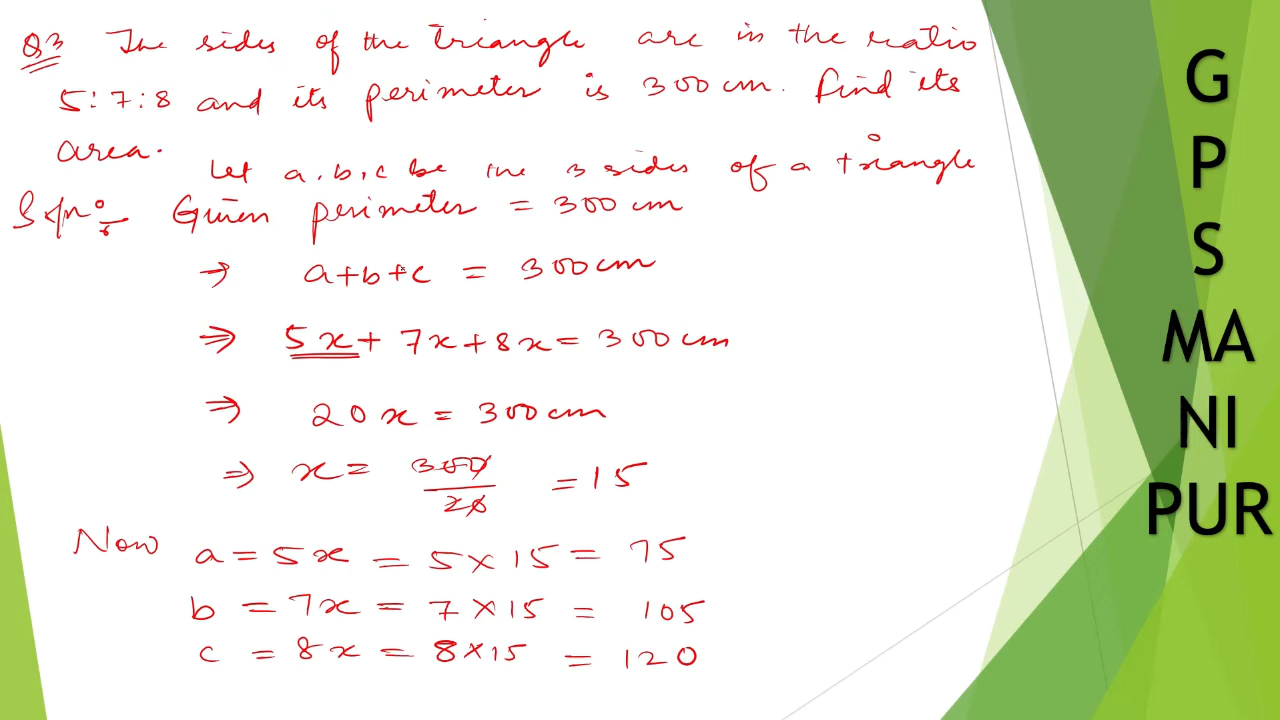 Q3 The sides of the triangle are in the ratio
5:7:8 and its perimeter is 300 cm. Find its
area.
Let a, b, c be the 3 sides of a triangle
Given perimeter = 300 cm
⇒ a+b+c = 300 cm
⇒ 5x + 7x + 8x = 300 cm
⇒ 20x = 300 cm
⇒ x = 300/20 = 15
Now a = 5x = 5 × 15 = 75
b = 7x = 7 × 15 = 105
c = 8x = 8 × 15 = 120
G
P
S
MA
NI
PUR